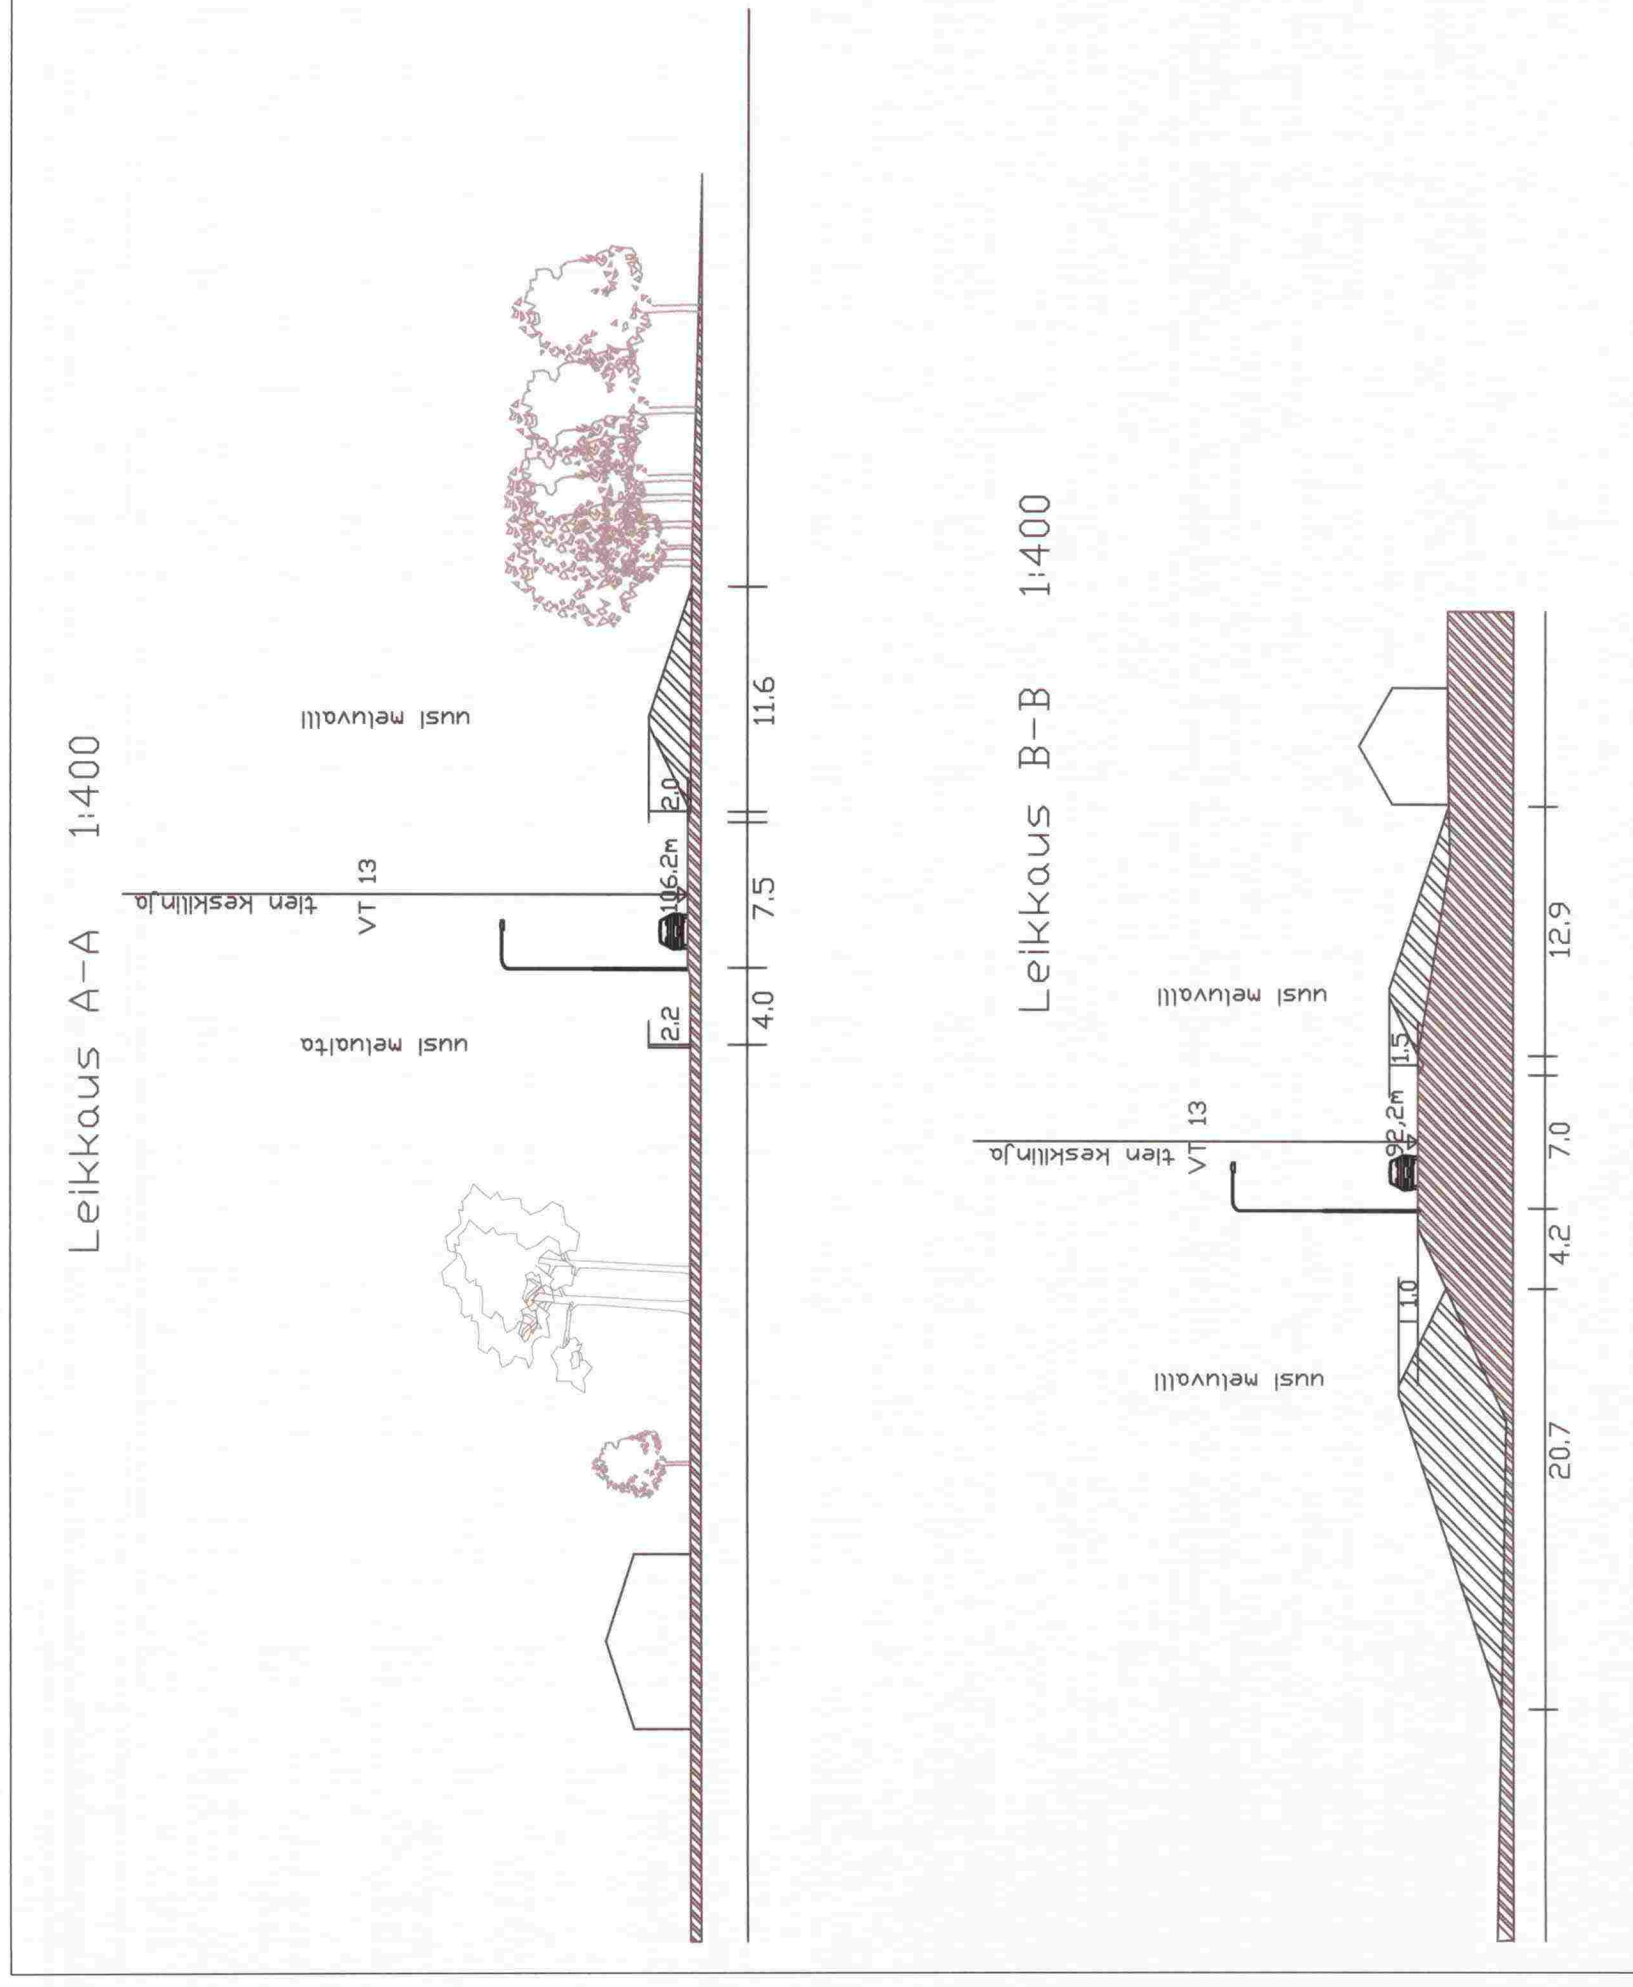 Leikkaus A-A 1:400
tien keskilinja
VT 13
uusi meluaita
uusi meluvalli
2.2
106.2m
2.0
4.0
7.5
11.6
Leikkaus B-B 1:400
tien keskilinja
VT 13
uusi meluvalli
uusi meluvalli
1.0
92,2m
1.5
20.7
4.2
7.0
12.9